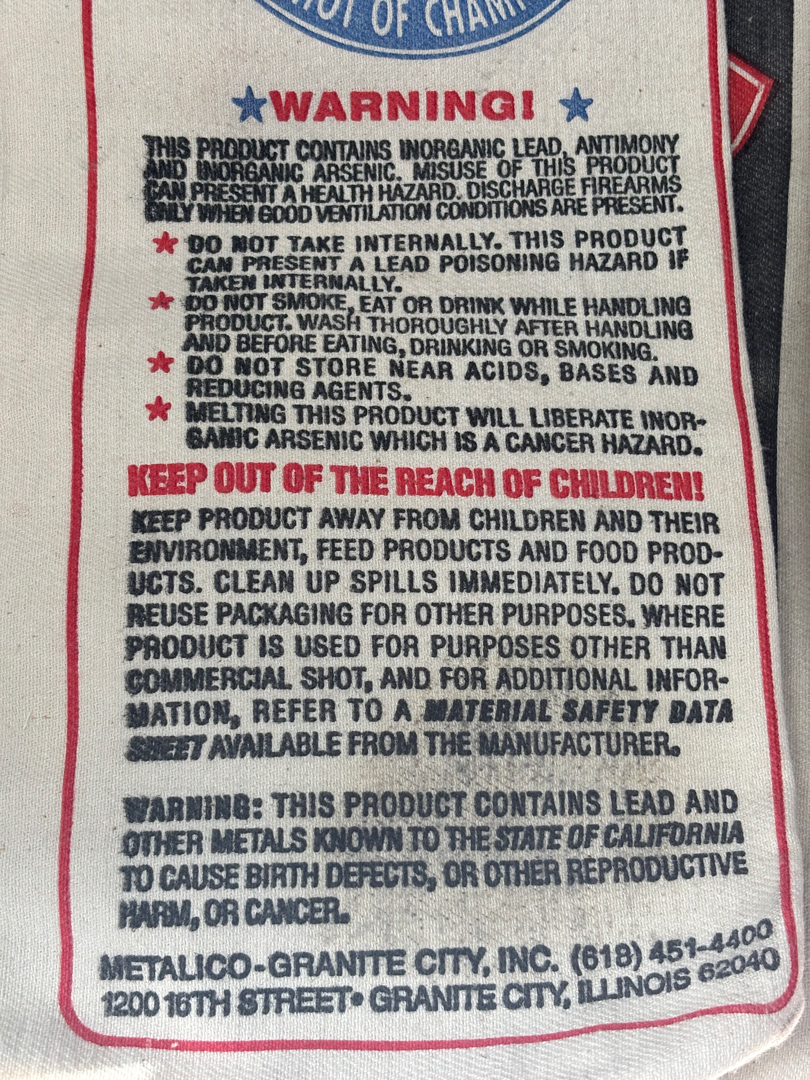 OF CHAMP
WARNING!
THIS PRODUCT CONTAINS INORGANIC LEAD, ANTIMONY
AND INORGANIC ARSENIC. MISUSE OF THIS PRODUCT
CAN PRESENT A HEALTH HAZARD. DISCHARGE FIREARMS
ONLY WHEN GOOD VENTILATION CONDITIONS ARE PRESENT.
DO NOT TAKE INTERNALLY. THIS PRODUCT
CAN PRESENT A LEAD POISONING HAZARD IF
TAKEN INTERNALLY.
DO NOT SMOKE, EAT OR DRINK WHILE HANDLING
PRODUCT. WASH THOROUGHLY AFTER HANDLING
AND BEFORE EATING, DRINKING OR SMOKING.
DO NOT STORE NEAR ACIDS, BASES AND
REDUCING AGENTS.
MELTING THIS PRODUCT WILL LIBERATE INOR-
GANIC ARSENIC WHICH IS A CANCER HAZARD.
KEEP OUT OF THE REACH OF CHILDREN!
KEEP PRODUCT AWAY FROM CHILDREN AND THEIR
ENVIRONMENT, FEED PRODUCTS AND FOOD PROD-
UCTS. CLEAN UP SPILLS IMMEDIATELY. DO NOT
REUSE PACKAGING FOR OTHER PURPOSES. WHERE
PRODUCT IS USED FOR PURPOSES OTHER THAN
COMMERCIAL SHOT, AND FOR ADDITIONAL INFOR-
MATION, REFER TO A MATERIAL SAFETY DATA
SHEET AVAILABLE FROM THE MANUFACTURER.
WARNING: THIS PRODUCT CONTAINS LEAD AND
OTHER METALS KNOWN TO THE STATE OF CALIFORNIA
TO CAUSE BIRTH DEFECTS, OR OTHER REPRODUCTIVE
HARM, OR CANCER.
METALICO-GRANITE CITY, INC. (618) 451-4400
1200 16TH STREET• GRANITE CITY, ILLINOIS 62040